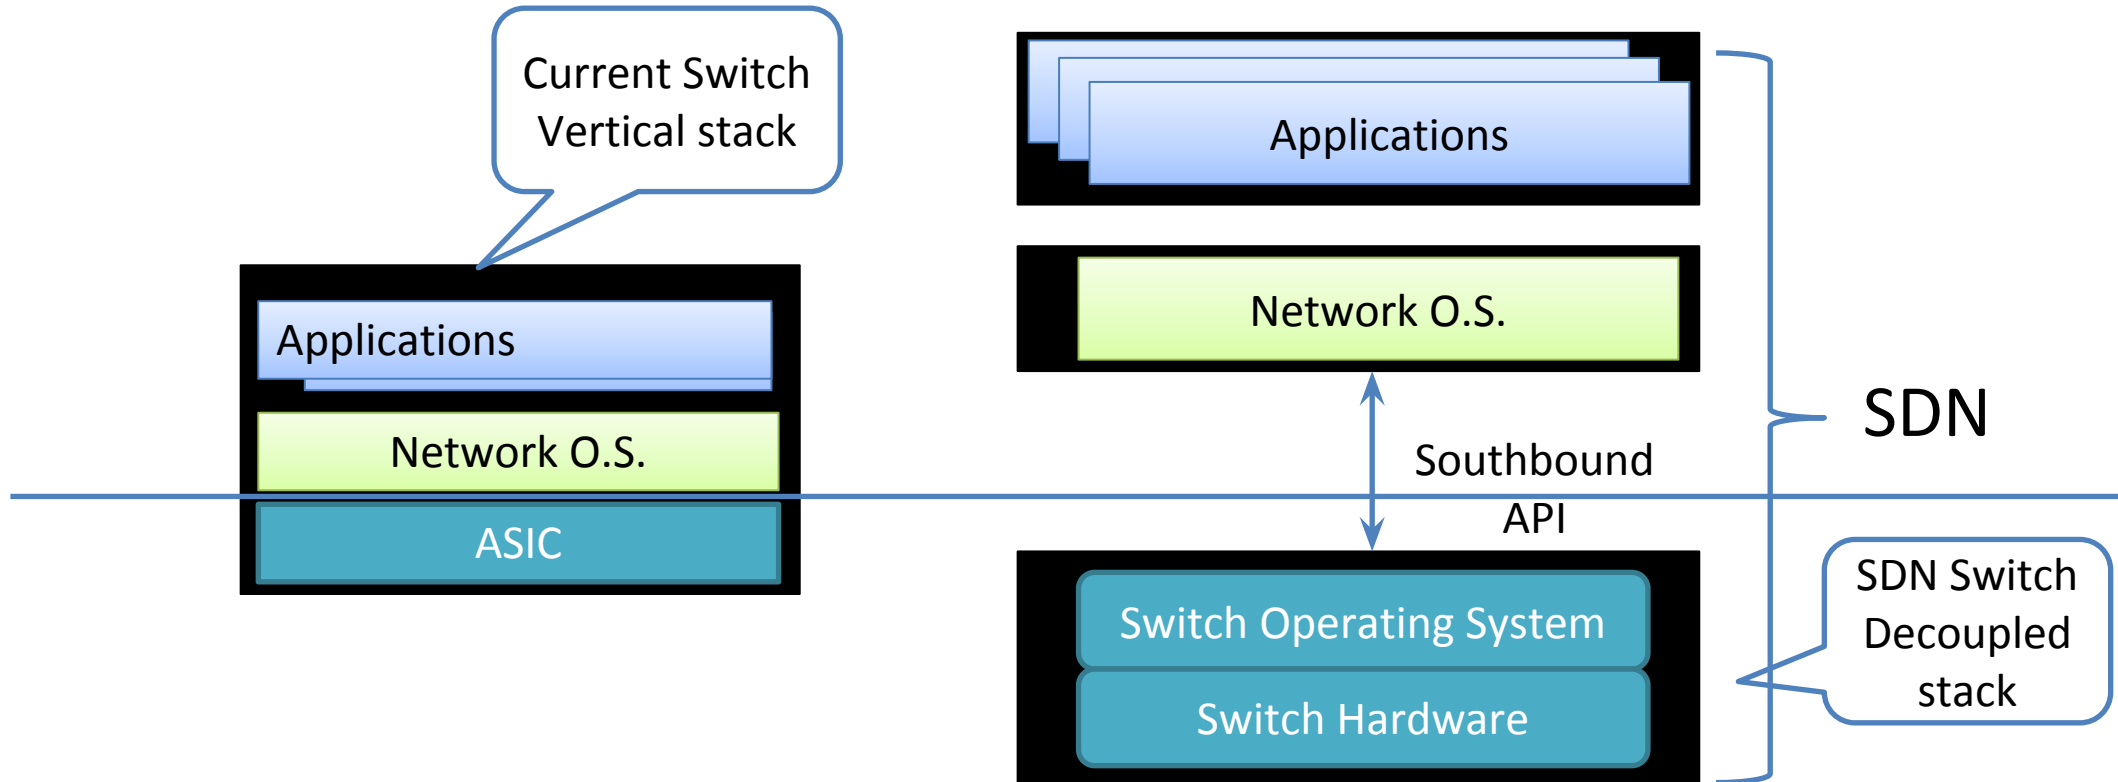 Current Switch
Vertical stack
Applications
Network O.S.
ASIC
Applications
Network O.S.
Southbound
API
Switch Operating System
Switch Hardware
SDN
SDN Switch
Decoupled
stack